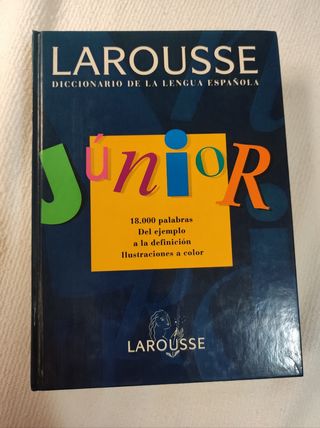 LAROUSSE
DICCIONARIO DE LA LENGUA ESPAÑOLA
JÚNIOR
18.000 palabras
Del ejemplo
a la definición
Ilustraciones a color
LAROUSSE